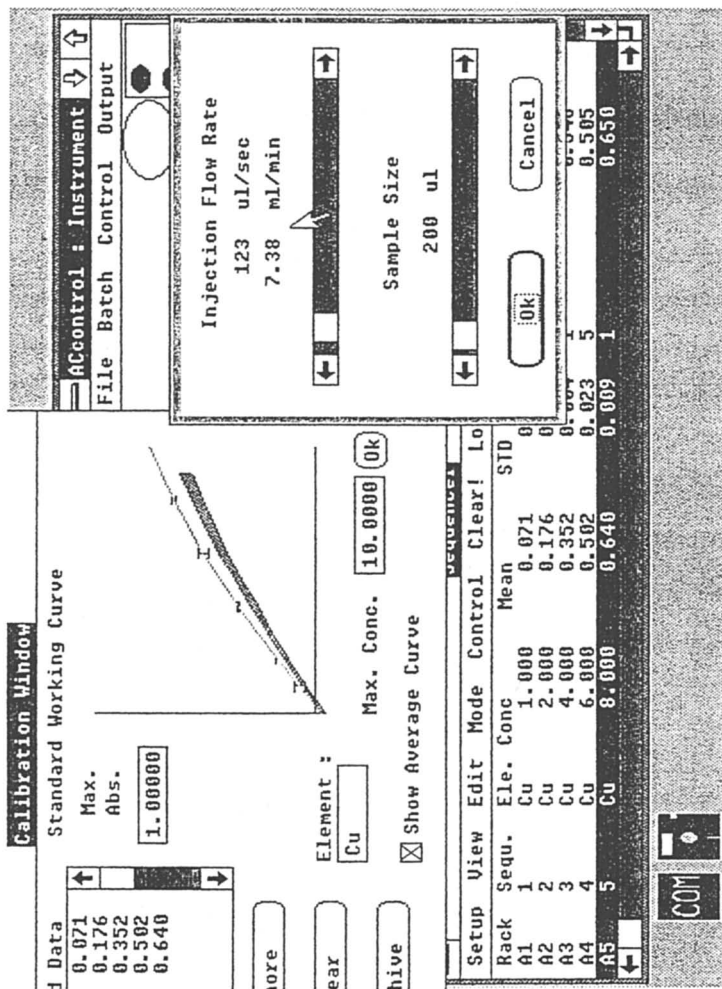 Calibration Window
Standard Working Curve
d Data
0.071
0.176
0.352
0.502
0.640
Max.
Abs.
1.00000
ore
ear
hive
Element :
Cu
Max. Conc.
10.0000
Ok
Show Average Curve
ACcontrol : Instrument
File Batch Control Output
Injection Flow Rate
123 ul/sec
7.38 ml/min
Sample Size
200 ul
Ok
Cancel
Setup View Edit Mode Control Clear! Lo
Rack Sequ. Ele. Conc Mean STD
A1 1 Cu 1.000 0.071 0
A2 2 Cu 2.000 0.176 0
A3 3 Cu 4.000 0.352
A4 4 Cu 6.000 0.502 0.023 5 0.505
A5 5 Cu 8.000 0.640 0.009 1 0.650
COM